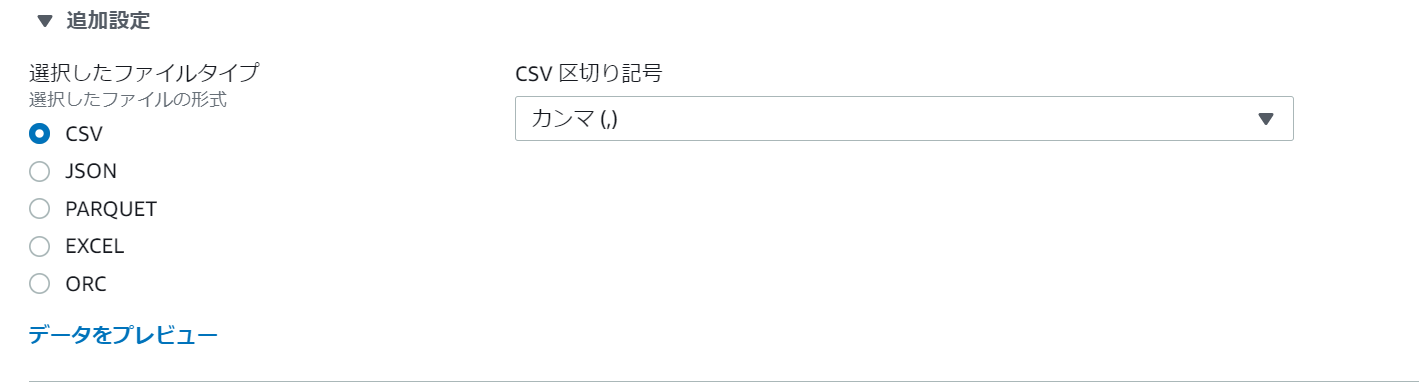 追加設定
選択したファイルタイプ
選択したファイルの形式
CSV
JSON
PARQUET
EXCEL
ORC
データをプレビュー
CSV 区切り記号
カンマ (,)